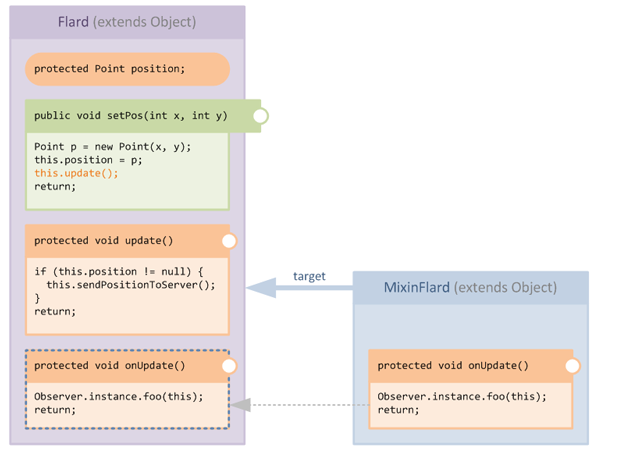 Flard (extends Object)
protected Point position;
public void setPos(int x, int y)
Point p = new Point(x, y);
this.position = p;
this.update();
return;
protected void update()
if (this.position != null) {
this.sendPositionToServer();
}
return;
target
MixinFlard (extends Object)
protected void onUpdate()
Observer.instance.foo(this);
return;
protected void onUpdate()
Observer.instance.foo(this);
return;